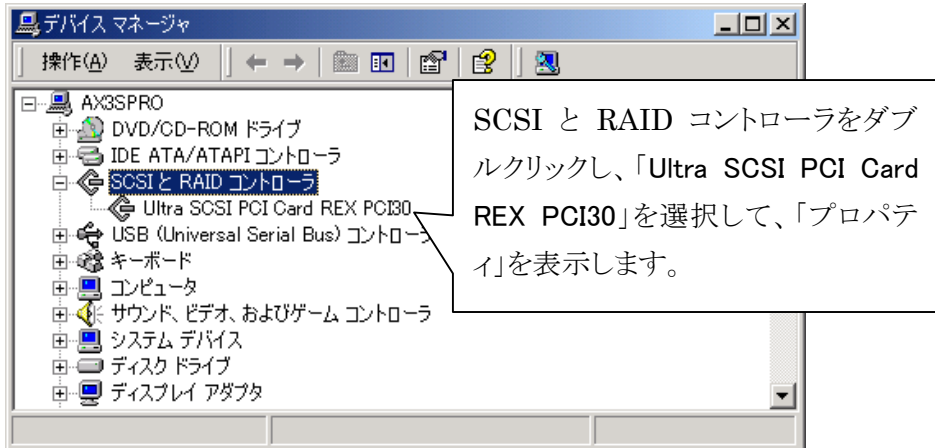 デバイス マネージャ
操作(A) 表示(V)
AX3SPRO
DVD/CD-ROM ドライブ
IDE ATA/ATAPI コントローラ
SCSI と RAID コントローラ
Ultra SCSI PCI Card REX PCI30
USB (Universal Serial Bus) コントローラ
キーボード
コンピュータ
サウンド、ビデオ、およびゲーム コントローラ
システム デバイス
ディスク ドライブ
ディスプレイ アダプタ
SCSI と RAID コントローラをダブ
ルクリックし、「Ultra SCSI PCI Card
REX PCI30」を選択して、「プロパテ
ィ」を表示します。